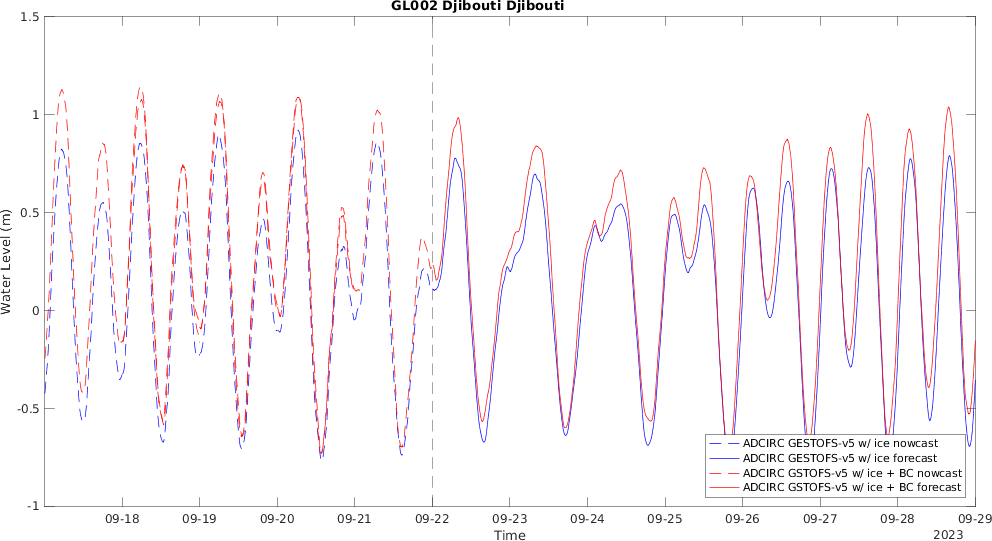 GL002 Djibouti Djibouti
1.5
1
0.5
0
-0.5
-1
Water Level (m)
09-18 09-19 09-20 09-21 09-22 09-23 09-24 09-25 09-26 09-27 09-28 09-29
Time
2023
ADCIRC GESTOFS-v5 w/ ice nowcast
ADCIRC GESTOFS-v5 w/ ice forecast
ADCIRC GSTOFS-v5 w/ ice + BC nowcast
ADCIRC GSTOFS-v5 w/ ice + BC forecast